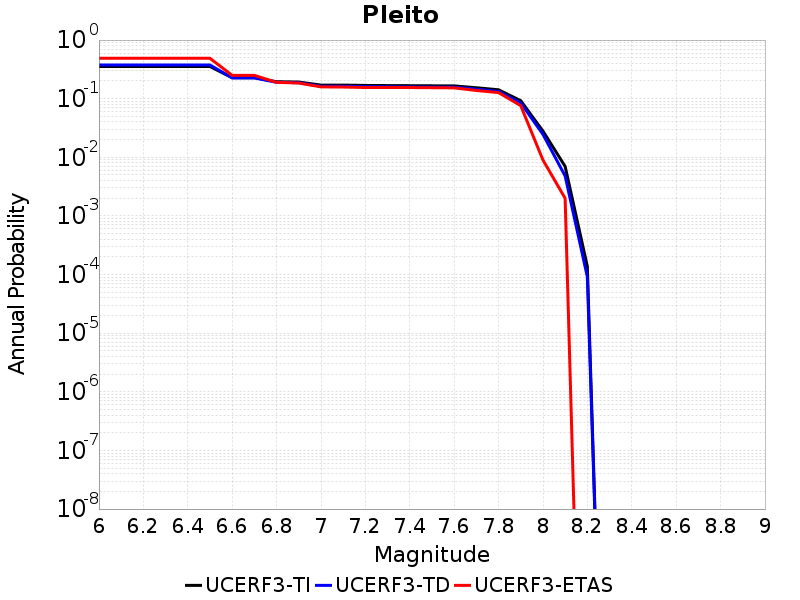 Pleito
Annual Probability
10^0
10^-1
10^-2
10^-3
10^-4
10^-5
10^-6
10^-7
10^-8
6 6.2 6.4 6.6 6.8 7 7.2 7.4 7.6 7.8 8 8.2 8.4 8.6 8.8 9
Magnitude
UCERF3-TI UCERF3-TD UCERF3-ETAS